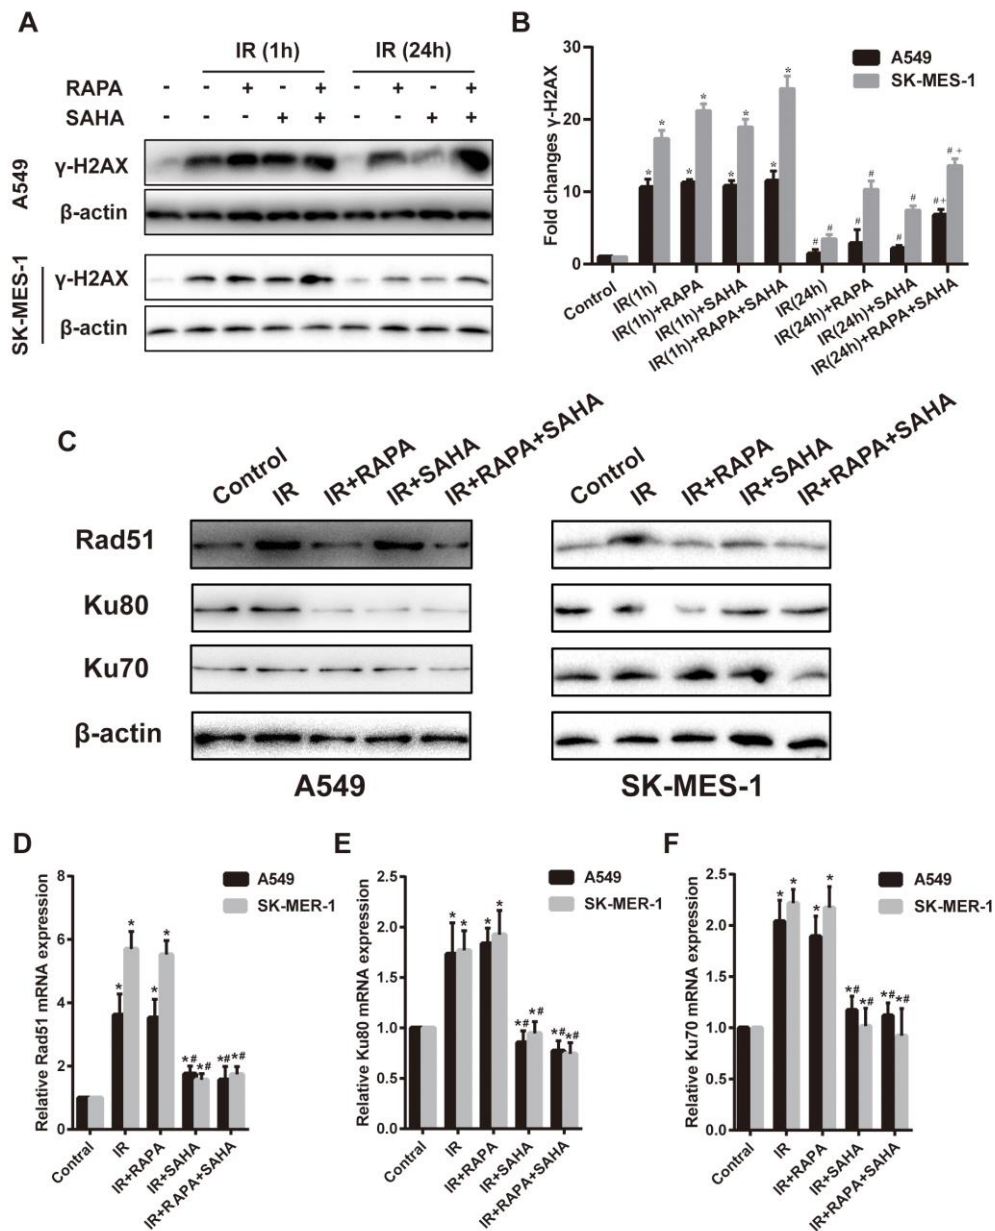 A
IR (1h) IR (24h)
RAPA - - + - + - + - +
SAHA - - - + + - - + +
A549
γ-H2AX
β-actin
SK-MES-1
γ-H2AX
β-actin
B
Fold changes γ-H2AX
30
20
10
0
A549
SK-MES-1
* * * * * * * * # # # # # # #+ #+
Control
IR(1h)
IR(1h)+RAPA
IR(1h)+SAHA
IR(1h)+RAPA+SAHA
IR(24h)
IR(24h)+RAPA
IR(24h)+SAHA
IR(24h)+RAPA+SAHA
C
Control IR IR+RAPA IR+SAHA IR+RAPA+SAHA
Control IR IR+RAPA IR+SAHA IR+RAPA+SAHA
Rad51
Ku80
Ku70
β-actin
A549 SK-MES-1
D
Relative Rad51 mRNA expression
8
6
4
2
0
A549
SK-MER-1
* * * * *# *# *# *#
Contral
IR
IR+RAPA
IR+SAHA
IR+RAPA+SAHA
E
Relative Ku80 mRNA expression
2.5
2.0
1.5
1.0
0.5
0.0
A549
SK-MER-1
* * * * *# *# *# *#
Control
IR
IR+RAPA
IR+SAHA
IR+RAPA+SAHA
F
Relative Ku70 mRNA expression
2.5
2.0
1.5
1.0
0.5
0.0
A549
SK-MER-1
* * * * *# *# *# *#
Control
IR
IR+RAPA
IR+SAHA
IR+RAPA+SAHA